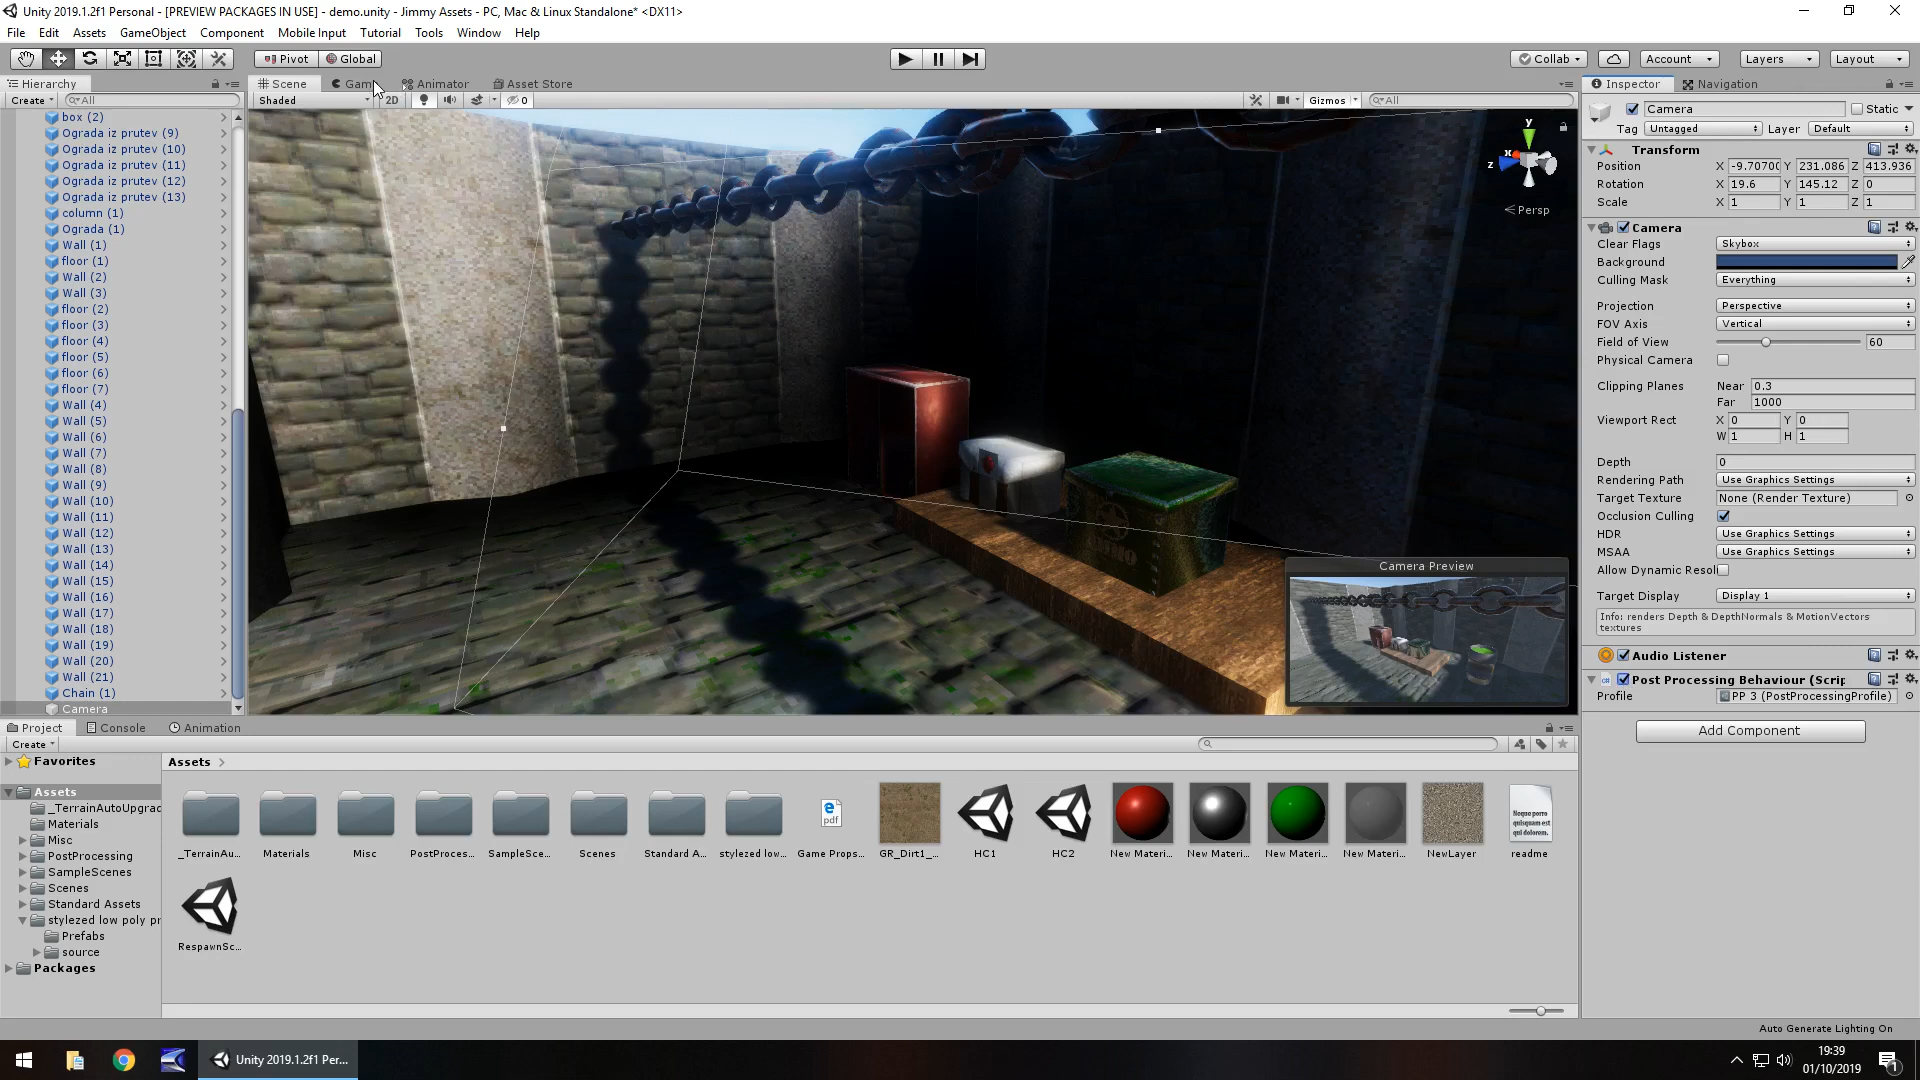 Unity 2019.1.2f1 Personal - [PREVIEW PACKAGES IN USE] - demo.unity - Jimmy Assets - PC, Mac & Linux Standalone* <DX11>
File Edit Assets GameObject Component Mobile Input Tutorial Tools Window Help
Pivot Global Collab Account Layers Layout
Hierarchy Scene Animator Asset Store Inspector Navigation
Create All Shaded 2D 0 Gizmos All
box (2)
Ograda iz prutev (9)
Ograda iz prutev (10)
Ograda iz prutev (11)
Ograda iz prutev (12)
Ograda iz prutev (13)
column (1)
Ograda (1)
Wall (1)
floor (1)
Wall (2)
Wall (3)
floor (2)
floor (3)
floor (4)
floor (5)
floor (6)
floor (7)
Wall (4)
Wall (5)
Wall (6)
Wall (7)
Wall (8)
Wall (9)
Wall (10)
Wall (11)
Wall (12)
Wall (13)
Wall (14)
Wall (15)
Wall (16)
Wall (17)
Wall (18)
Wall (19)
Wall (20)
Wall (21)
Chain (1)
Camera
y
x
z
Persp
Camera Preview
Camera Static
Tag Untagged Layer Default
Transform
Position X -9.7070 Y 231.086 Z 413.936
Rotation X 19.6 Y 145.12 Z 0
Scale X 1 Y 1 Z 1
Camera
Clear Flags Skybox
Background
Culling Mask Everything
Projection Perspective
FOV Axis Vertical
Field of View 60
Physical Camera
Clipping Planes Near 0.3
Far 1000
Viewport Rect X 0 Y 0
W 1 H 1
Depth 0
Rendering Path Use Graphics Settings
Target Texture None (Render Texture)
Occlusion Culling
HDR Use Graphics Settings
MSAA Use Graphics Settings
Allow Dynamic Resol
Target Display Display 1
Info: renders Depth & DepthNormals & MotionVectors
textures
Audio Listener
Post Processing Behaviour (Scrip
Profile PP 3 (PostProcessingProfile)
Add Component
Project Console Animation
Create
Favorites
Assets
_TerrainAutoUpgrad
Materials
Misc
PostProcessing
SampleScenes
Scenes
Standard Assets
stylezed low poly pr
Prefabs
source
Packages
Assets
_TerrainAu... Materials Misc PostProces... SampleSce... Scenes Standard A... stylezed low... Game Props... GR_Dirt1_... HC1 HC2 New Materi... New Materi... New Materi... New Materi... NewLayer readme
pdf
Neque porro
quisquam est
qui dolorem.
RespawnSc...
Auto Generate Lighting On
Unity 2019.1.2f1 Per...
19:39
01/10/2019
1